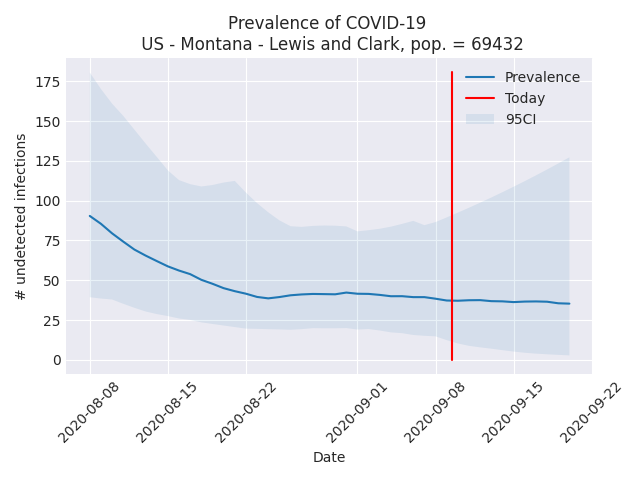 Prevalence of COVID-19
US - Montana - Lewis and Clark, pop. = 69432
Prevalence
Today
95CI
# undetected infections
175
150
125
100
75
50
25
0
2020-08-08
2020-08-15
2020-08-22
2020-09-01
2020-09-08
2020-09-15
2020-09-22
Date